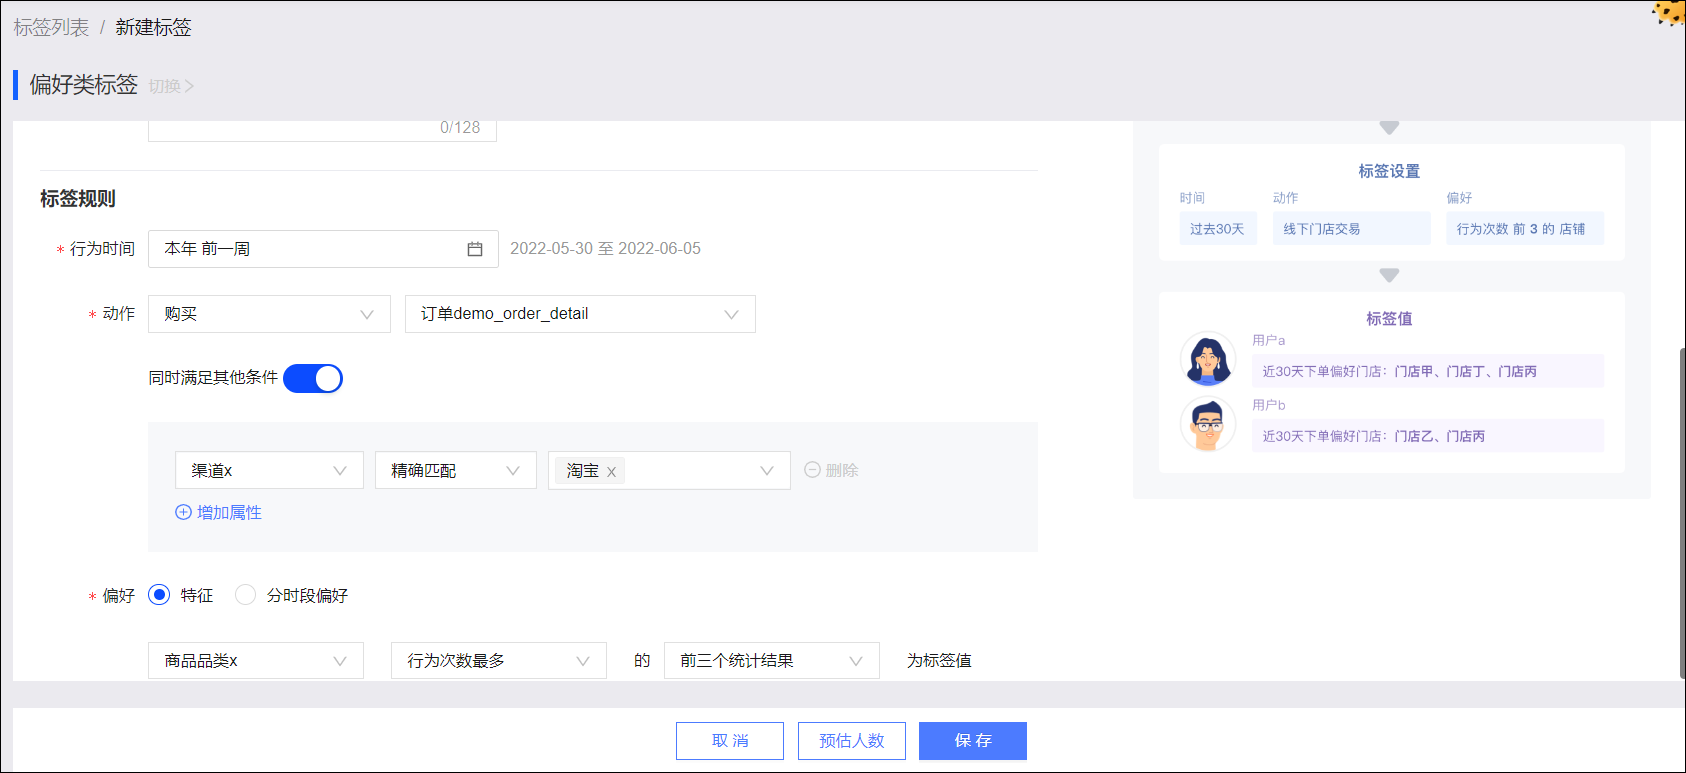 标签列表 / 新建标签
偏好类标签 切换 >
0/128
标签规则
* 行为时间 本年 前一周 2022-05-30 至 2022-06-05
* 动作 购买 订单demo_order_detail
同时满足其他条件
渠道x 精确匹配 淘宝 x 删除
增加属性
* 偏好 特征 分时段偏好
商品品类x 行为次数最多 的 前三个统计结果 为标签值
标签设置
时间 动作 偏好
过去30天 线下门店交易 行为次数 前 3 的 店铺
标签值
用户a
近30天下单偏好门店：门店甲、门店丁、门店丙
用户b
近30天下单偏好门店：门店乙、门店丙
取 消 预估人数 保 存